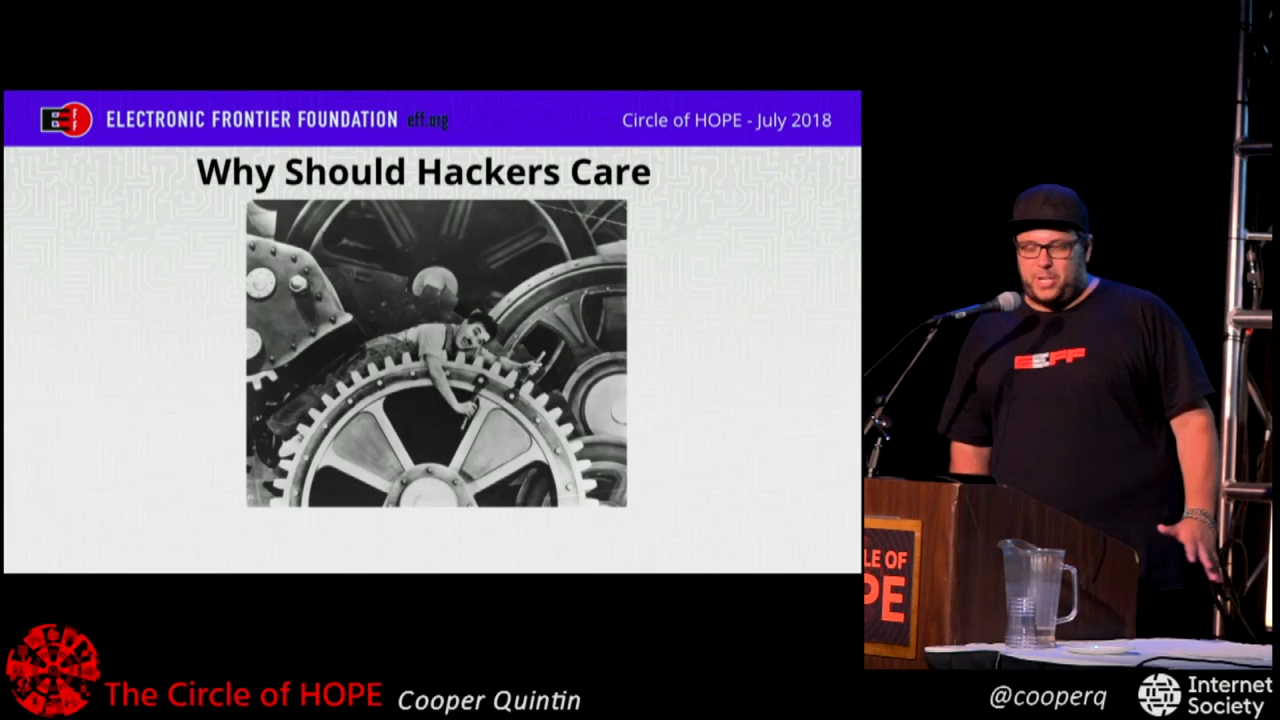 ELECTRONIC FRONTIER FOUNDATION eff.org
Circle of HOPE - July 2018
Why Should Hackers Care
EFF
LE OF
PE
The Circle of HOPE
Cooper Quintin
@cooperq
Internet
Society